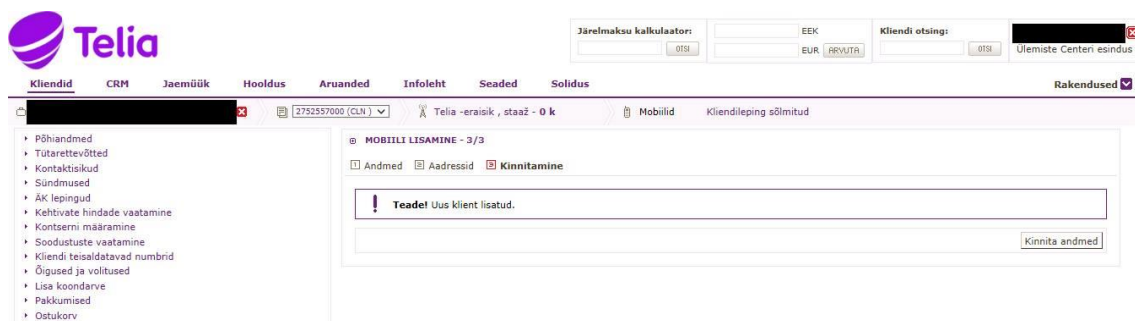 Telia
Järelmaksu kalkulaator:
OTSI
EEK
EUR ARVUTA
Kliendi otsing:
OTSI
Ülemiste Centeri esindus
Kliendid CRM Jaemüük Hooldus Aruanded Infoleht Seaded Solidus Rakendused
2752557000 (CLN ) Telia -eraisik , staaž - 0 k Mobiilid Kliendileping sõlmitud
Põhiandmed
Tütarettevõtted
Kontaktisikud
Sündmused
ÄK lepingud
Kehtivate hindade vaatamine
Kontserni määramine
Soodustuste vaatamine
Kliendi teisaldatavad numbrid
Õigused ja volitused
Lisa koondarve
Pakkumised
Ostukorv
MOBIILI LISAMINE - 3/3
1 Andmed 2 Aadressid 3 Kinnitamine
! Teade! Uus klient lisatud.
Kinnita andmed